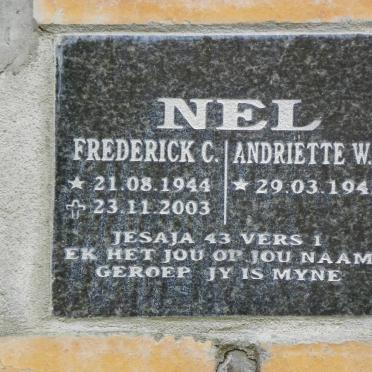 NEL
FREDERICK C. ANDRIETTE W.
★ 21.08.1944 ★ 29.03.194
✝ 23.11.2003
JESAJA 43 VERS 1
EK HET JOU OP JOU NAAM
GEROEP JY IS MYNE